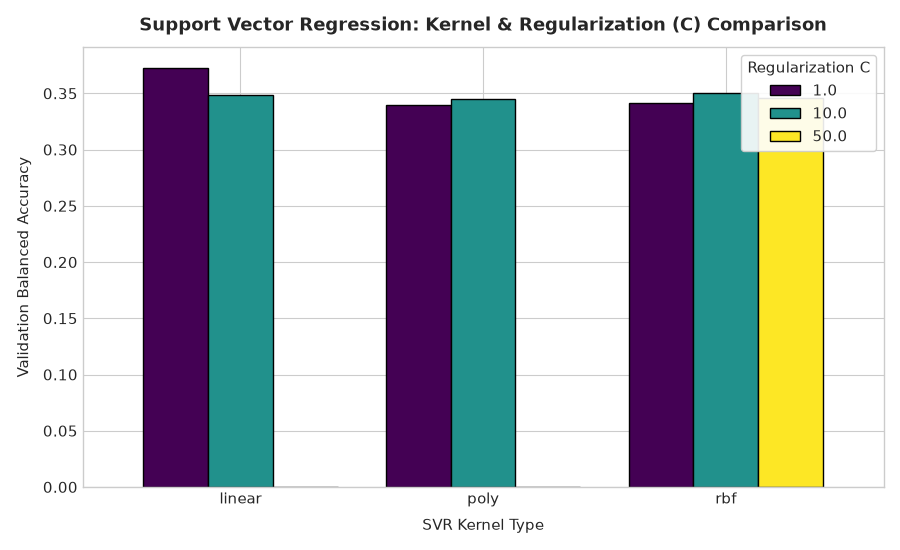 Support Vector Regression: Kernel & Regularization (C) Comparison
Regularization C
1.0
10.0
50.0
Validation Balanced Accuracy
0.35
0.30
0.25
0.20
0.15
0.10
0.05
0.00
linear
poly
rbf
SVR Kernel Type